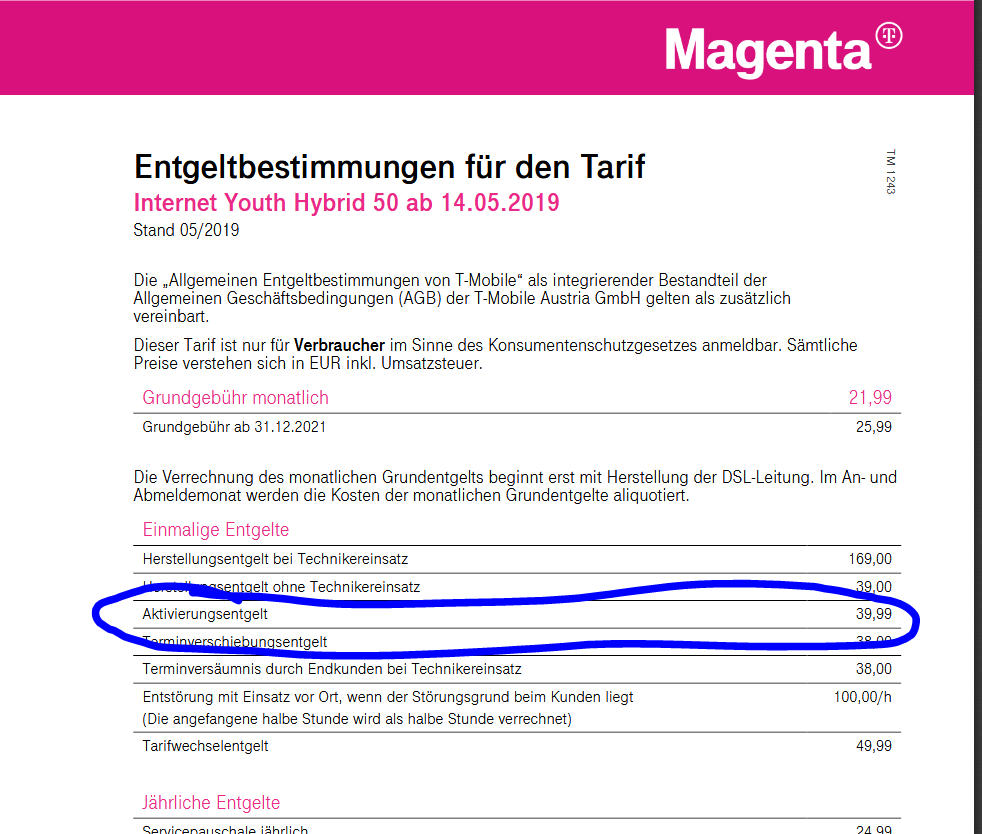 Magenta T
TM 1243
Entgeltbestimmungen für den Tarif
Internet Youth Hybrid 50 ab 14.05.2019
Stand 05/2019
Die „Allgemeinen Entgeltbestimmungen von T-Mobile“ als integrierender Bestandteil der
Allgemeinen Geschäftsbedingungen (AGB) der T-Mobile Austria GmbH gelten als zusätzlich
vereinbart.
Dieser Tarif ist nur für Verbraucher im Sinne des Konsumentenschutzgesetzes anmeldbar. Sämtliche
Preise verstehen sich in EUR inkl. Umsatzsteuer.
Grundgebühr monatlich 21,99
Grundgebühr ab 31.12.2021 25,99
Die Verrechnung des monatlichen Grundentgelts beginnt erst mit Herstellung der DSL-Leitung. Im An- und
Abmeldemonat werden die Kosten der monatlichen Grundentgelte aliquotiert.
Einmalige Entgelte
Herstellungsentgelt bei Technikereinsatz 169,00
Herstellungsentgelt ohne Technikereinsatz 39,00
Aktivierungsentgelt 39,99
Terminverschiebungsentgelt 38,00
Terminversäumnis durch Endkunden bei Technikereinsatz 38,00
Entstörung mit Einsatz vor Ort, wenn der Störungsgrund beim Kunden liegt 100,00/h
(Die angefangene halbe Stunde wird als halbe Stunde verrechnet)
Tarifwechselentgelt 49,99
Jährliche Entgelte
Servicepauschale jährlich 24,99